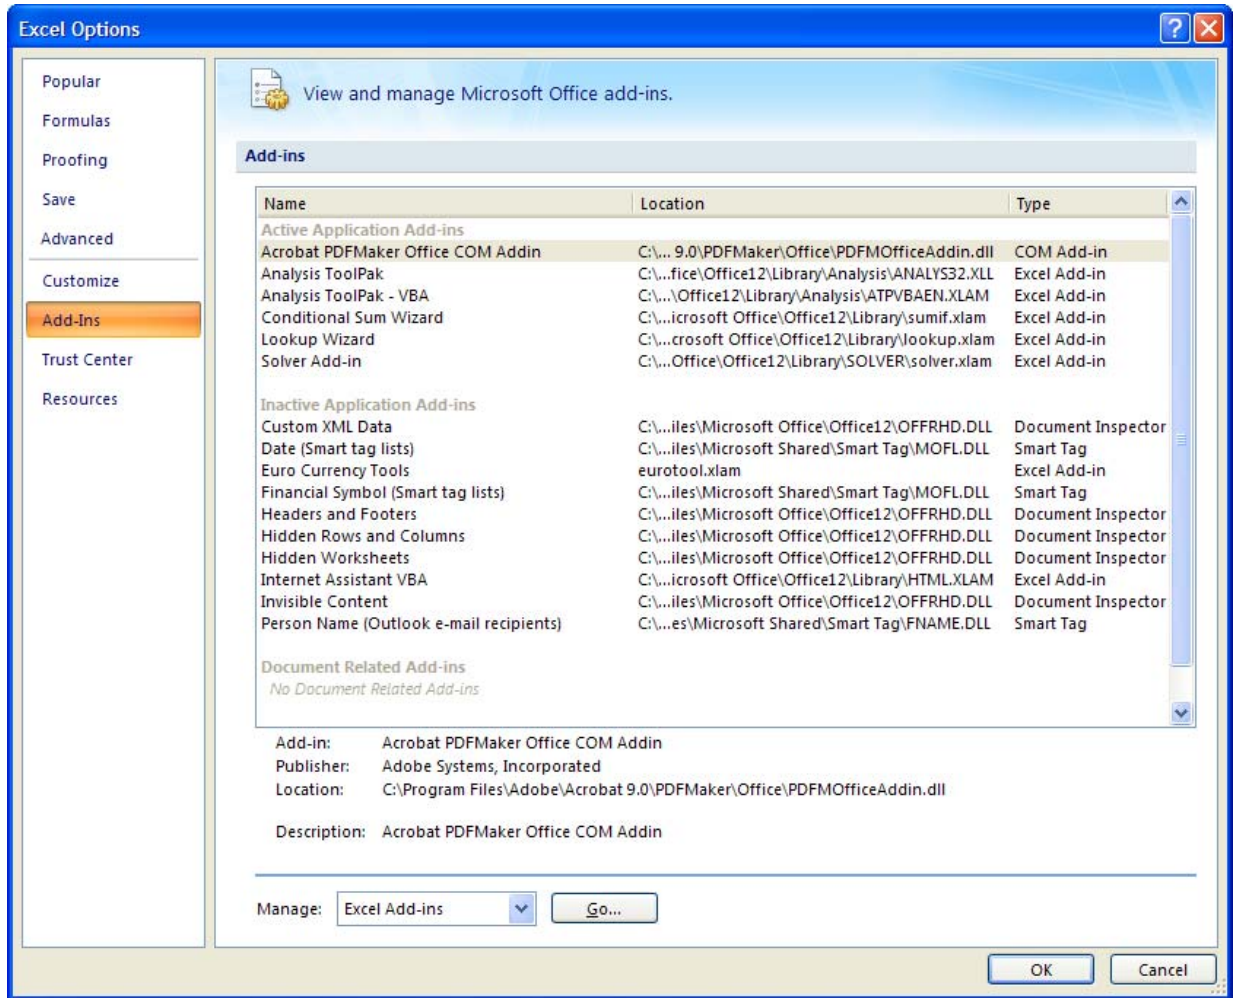 Excel Options
Popular
Formulas
Proofing
Save
Advanced
Customize
Add-Ins
Trust Center
Resources
View and manage Microsoft Office add-ins.
Add-ins
Name Location Type
Active Application Add-ins
Acrobat PDFMaker Office COM Addin C:\... 9.0\PDFMaker\Office\PDFMOfficeAddin.dll COM Add-in
Analysis ToolPak C:\...fice\Office12\Library\Analysis\ANALYS32.XLL Excel Add-in
Analysis ToolPak - VBA C:\...\Office12\Library\Analysis\ATPVBAEN.XLAM Excel Add-in
Conditional Sum Wizard C:\...icrosoft Office\Office12\Library\sumif.xlam Excel Add-in
Lookup Wizard C:\...crosoft Office\Office12\Library\lookup.xlam Excel Add-in
Solver Add-in C:\...Office\Office12\Library\SOLVER\solver.xlam Excel Add-in
Inactive Application Add-ins
Custom XML Data C:\...iles\Microsoft Office\Office12\OFFRHD.DLL Document Inspector
Date (Smart tag lists) C:\...iles\Microsoft Shared\Smart Tag\MOFL.DLL Smart Tag
Euro Currency Tools eurotool.xlam Excel Add-in
Financial Symbol (Smart tag lists) C:\...iles\Microsoft Shared\Smart Tag\MOFL.DLL Smart Tag
Headers and Footers C:\...iles\Microsoft Office\Office12\OFFRHD.DLL Document Inspector
Hidden Rows and Columns C:\...iles\Microsoft Office\Office12\OFFRHD.DLL Document Inspector
Hidden Worksheets C:\...iles\Microsoft Office\Office12\OFFRHD.DLL Document Inspector
Internet Assistant VBA C:\...icrosoft Office\Office12\Library\HTML.XLAM Excel Add-in
Invisible Content C:\...iles\Microsoft Office\Office12\OFFRHD.DLL Document Inspector
Person Name (Outlook e-mail recipients) C:\...es\Microsoft Shared\Smart Tag\FNAME.DLL Smart Tag
Document Related Add-ins
No Document Related Add-ins
Add-in: Acrobat PDFMaker Office COM Addin
Publisher: Adobe Systems, Incorporated
Location: C:\Program Files\Adobe\Acrobat 9.0\PDFMaker\Office\PDFMOfficeAddin.dll
Description: Acrobat PDFMaker Office COM Addin
Manage: Excel Add-ins Go...
OK Cancel